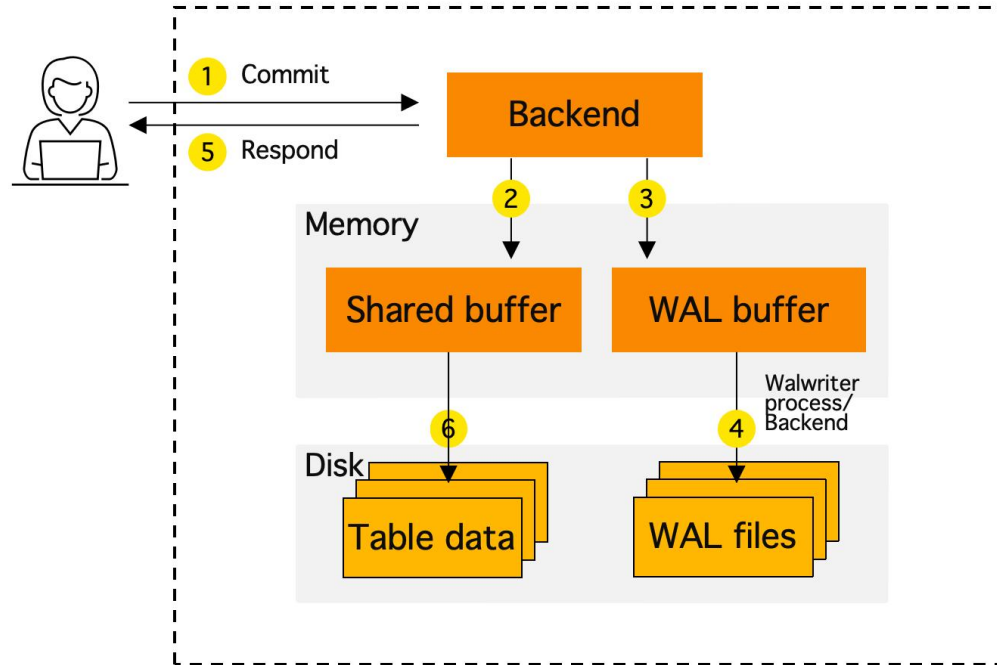 1 Commit
Backend
5 Respond
2
3
Memory
Shared buffer
WAL buffer
Walwriter
process/
Backend
6
4
Disk
Table data
WAL files